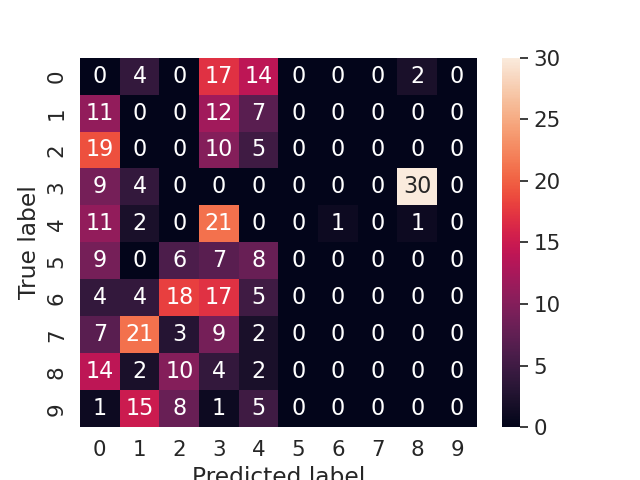 0 0 4 0 17 14 0 0 0 2 0
1 11 0 0 12 7 0 0 0 0 0
2 19 0 0 10 5 0 0 0 0 0
3 9 4 0 0 0 0 0 0 30 0
4 11 2 0 21 0 0 1 0 1 0
5 9 0 6 7 8 0 0 0 0 0
6 4 4 18 17 5 0 0 0 0 0
7 7 21 3 9 2 0 0 0 0 0
8 14 2 10 4 2 0 0 0 0 0
9 1 15 8 1 5 0 0 0 0 0
0 1 2 3 4 5 6 7 8 9
Predicted label
True label
30
25
20
15
10
5
0